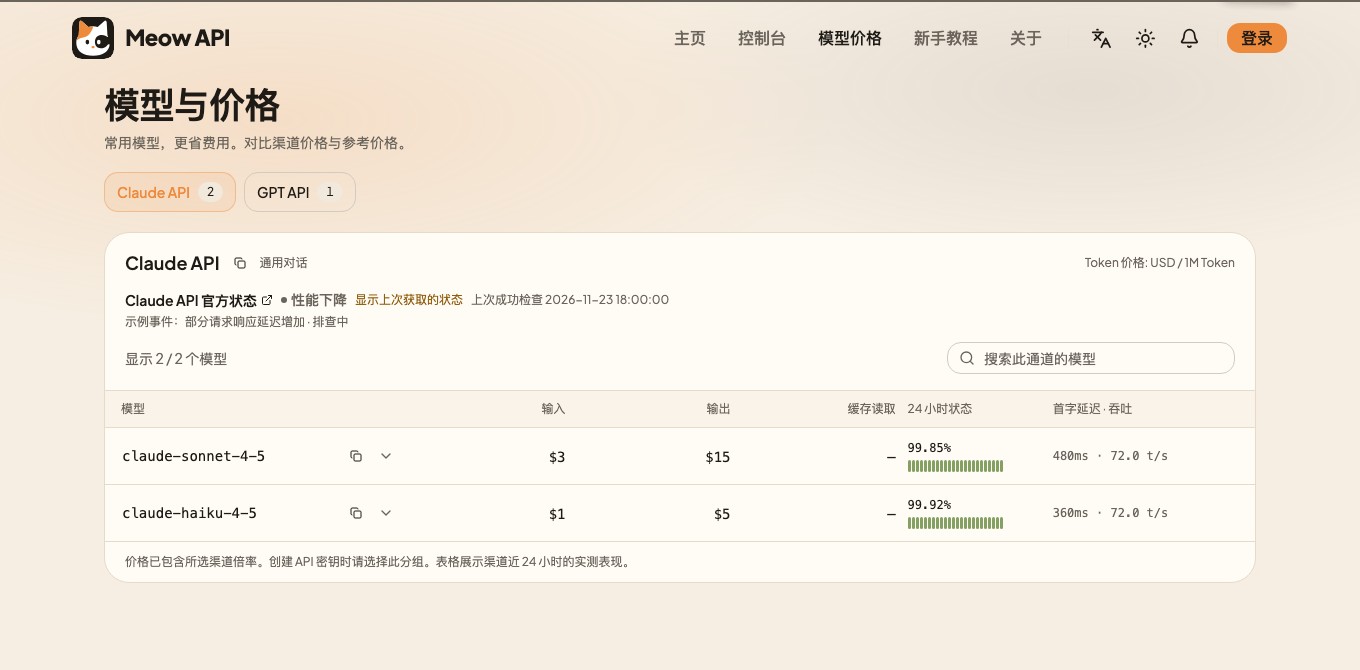 Meow API
主页 控制台 模型价格 新手教程 关于 登录
模型与价格
常用模型，更省费用。对比渠道价格与参考价格。
Claude API 2 GPT API 1
Claude API 通用对话 Token 价格: USD / 1M Token
Claude API 官方状态 性能下降 显示上次获取的状态 上次成功检查 2026-11-23 18:00:00
示例事件：部分请求响应延迟增加 · 排查中
显示 2 / 2 个模型 搜索此通道的模型
模型 输入 输出 缓存读取 24 小时状态 首字延迟 · 吞吐
claude-sonnet-4-5 $3 $15 — 99.85% 480ms · 72.0 t/s
claude-haiku-4-5 $1 $5 — 99.92% 360ms · 72.0 t/s
价格已包含所选渠道倍率。创建 API 密钥时请选择此分组。表格展示渠道近 24 小时的实测表现。